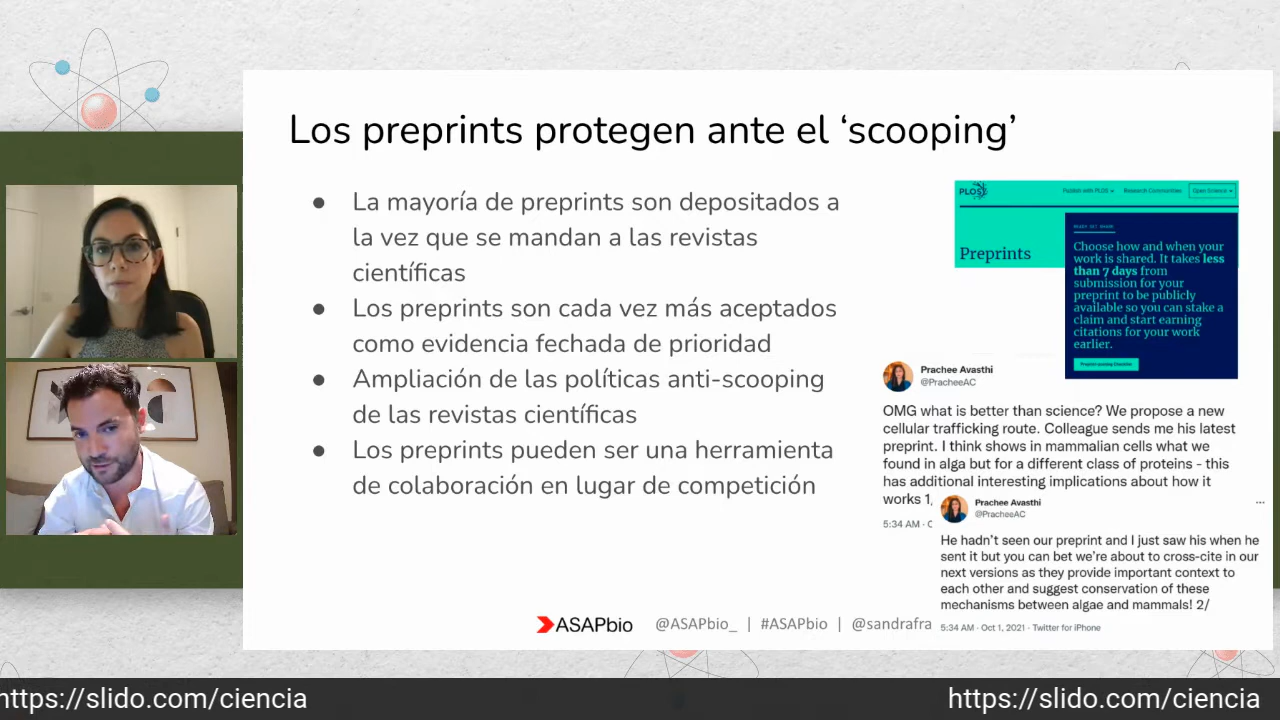 Los preprints protegen ante el ‘scooping’
● La mayoría de preprints son depositados a
la vez que se mandan a las revistas
científicas
● Los preprints son cada vez más aceptados
como evidencia fechada de prioridad
● Ampliación de las políticas anti-scooping
de las revistas científicas
● Los preprints pueden ser una herramienta
de colaboración en lugar de competición
PLOS
Publish with PLOS
Research Communities
Open Science
Preprints
READY SET SHARE
Choose how and when your
work is shared. It takes less
than 7 days from
submission for your
preprint to be publicly
available so you can stake a
claim and start earning
citations for your work
earlier.
Prachee Avasthi
@PracheeAC
OMG what is better than science? We propose a new
cellular trafficking route. Colleague sends me his latest
preprint. I think shows in mammalian cells what we
found in alga but for a different class of proteins - this
has additional interesting implications about how it
works 1,
5:34 AM ·
Prachee Avasthi
@PracheeAC
He hadn't seen our preprint and I just saw his when he
sent it but you can bet we're about to cross-cite in our
next versions as they provide important context to
each other and suggest conservation of these
mechanisms between algae and mammals! 2/
5:34 AM · Oct 1, 2021 · Twitter for iPhone
ASAPbio @ASAPbio_ | #ASAPbio | @sandrafra
https://slido.com/ciencia
https://slido.com/ciencia